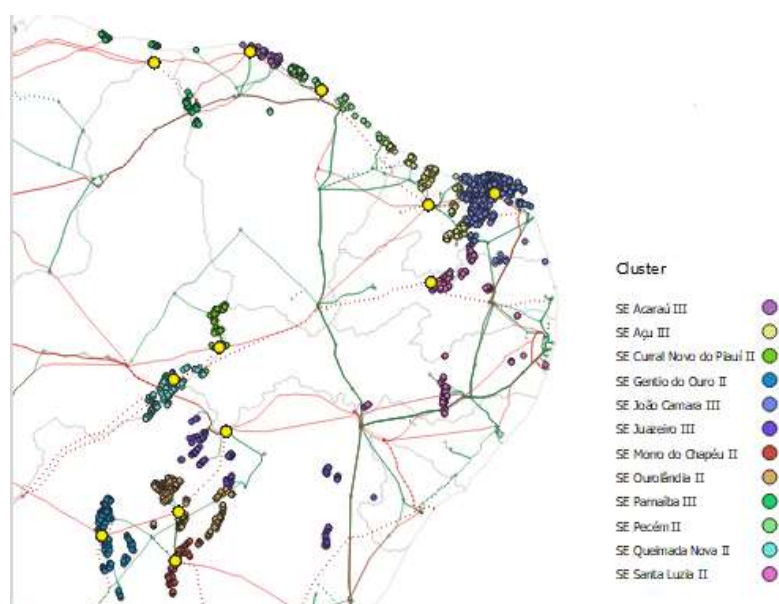 Cluster
SE Acaraú III
SE Açu III
SE Curral Novo do Piauí II
SE Gentio do Ouro II
SE João Camara III
SE Juazeiro III
SE Morro do Chapéu II
SE Ourolândia II
SE Parnaíba III
SE Pecém II
SE Queimada Nova II
SE Santa Luzia II